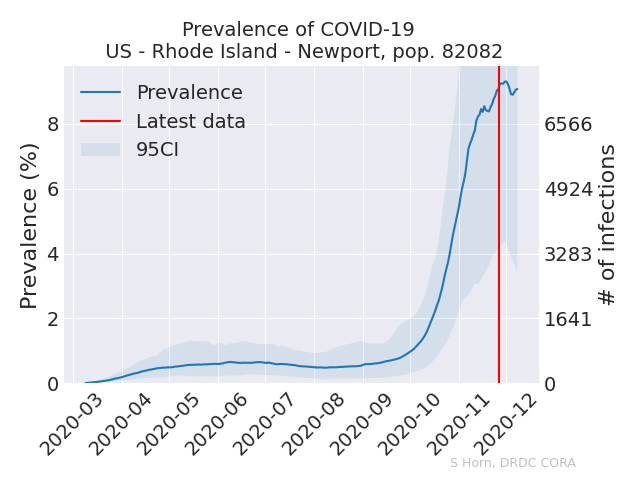 Prevalence of COVID-19
US - Rhode Island - Newport, pop. 82082
Prevalence
Latest data
95CI
Prevalence (%)
8
6
4
2
0
6566
4924
3283
1641
0
# of infections
2020-03
2020-04
2020-05
2020-06
2020-07
2020-08
2020-09
2020-10
2020-11
2020-12
S Horn, DRDC CORA